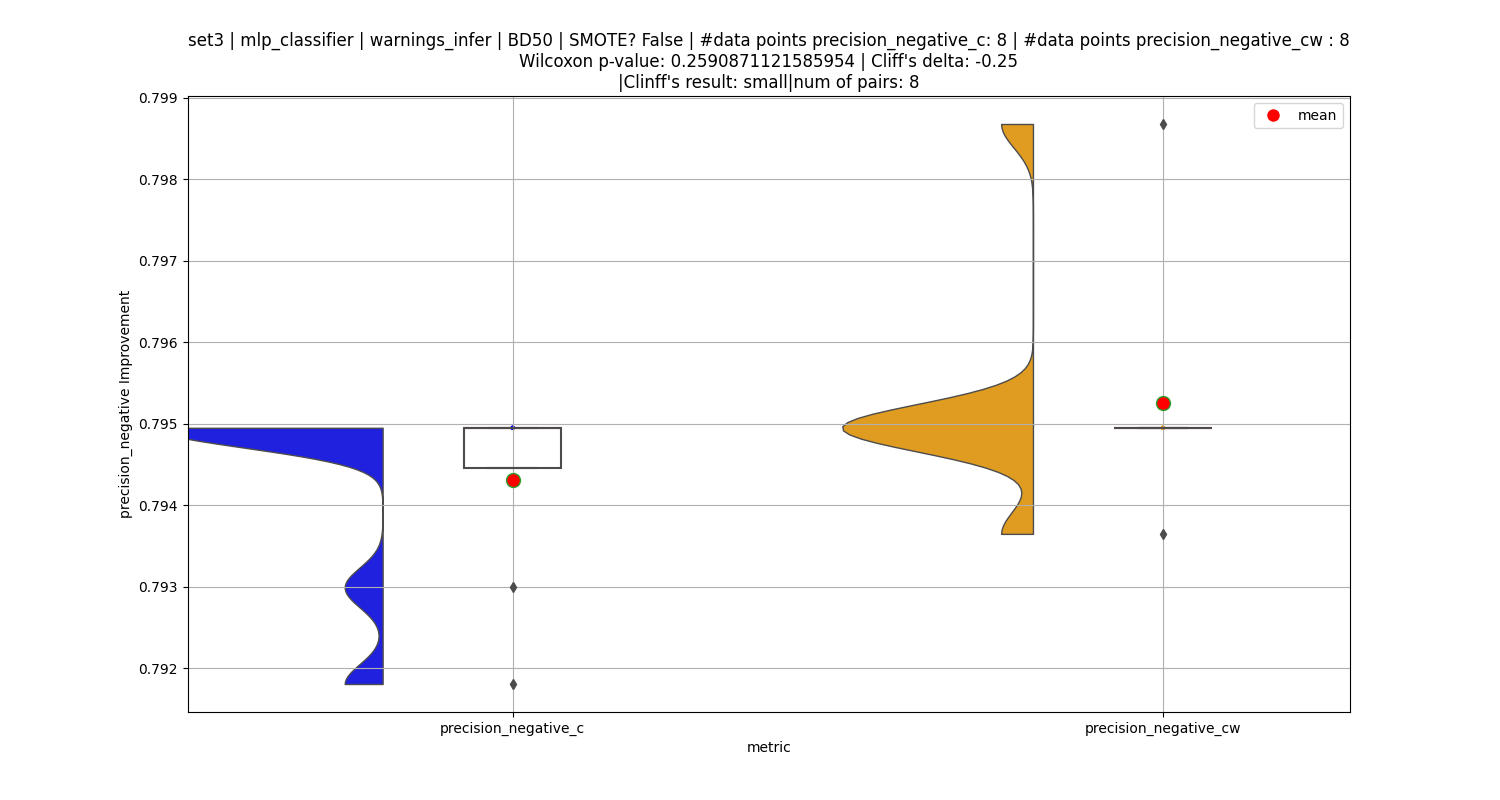 set3 | mlp_classifier | warnings_infer | BD50 | SMOTE? False | #data points precision_negative_c: 8 | #data points precision_negative_cw : 8
Wilcoxon p-value: 0.2590871121585954 | Cliff's delta: -0.25
|Clinff's result: small|num of pairs: 8
mean
0.799
0.798
0.797
0.796
0.795
0.794
0.793
0.792
precision_negative Improvement
precision_negative_c
precision_negative_cw
metric